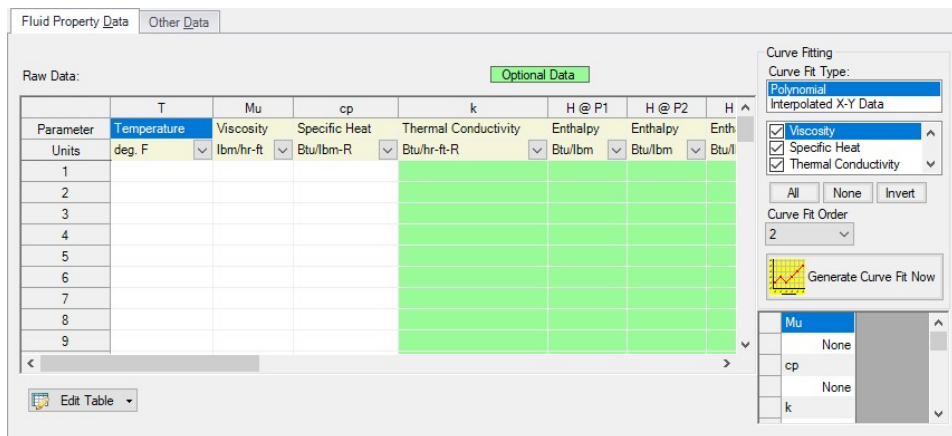 Fluid Property Data
Other Data
Raw Data:
Optional Data
T Mu cp k H @ P1 H @ P2 H
Parameter Temperature Viscosity Specific Heat Thermal Conductivity Enthalpy Enthalpy Enth
Units deg. F lbm/hr-ft Btu/lbm-R Btu/hr-ft-R Btu/lbm Btu/lbm Btu/l
1
2
3
4
5
6
7
8
9
Edit Table
Curve Fitting
Curve Fit Type:
Polynomial
Interpolated X-Y Data
Viscosity
Specific Heat
Thermal Conductivity
All None Invert
Curve Fit Order
2
Generate Curve Fit Now
Mu
None
cp
None
k